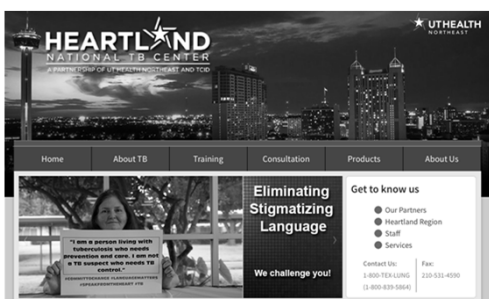 HEARTLAND
NATIONAL TB CENTER
A PARTNERSHIP OF UT HEALTH NORTHEAST AND TCID
UTHEALTH
NORTHEAST
Home About TB Training Consultation Products About Us
"I am a person living with
tuberculosis who needs
prevention and care. I am not
a TB suspect who needs TB
control."
Eliminating
Stigmatizing
Language
We challenge you!
Get to know us
Our Partners
Heartland Region
Staff
Services
Contact Us:
1-800-TEX-LUNG
(1-800-839-5864)
Fax:
210-531-4590